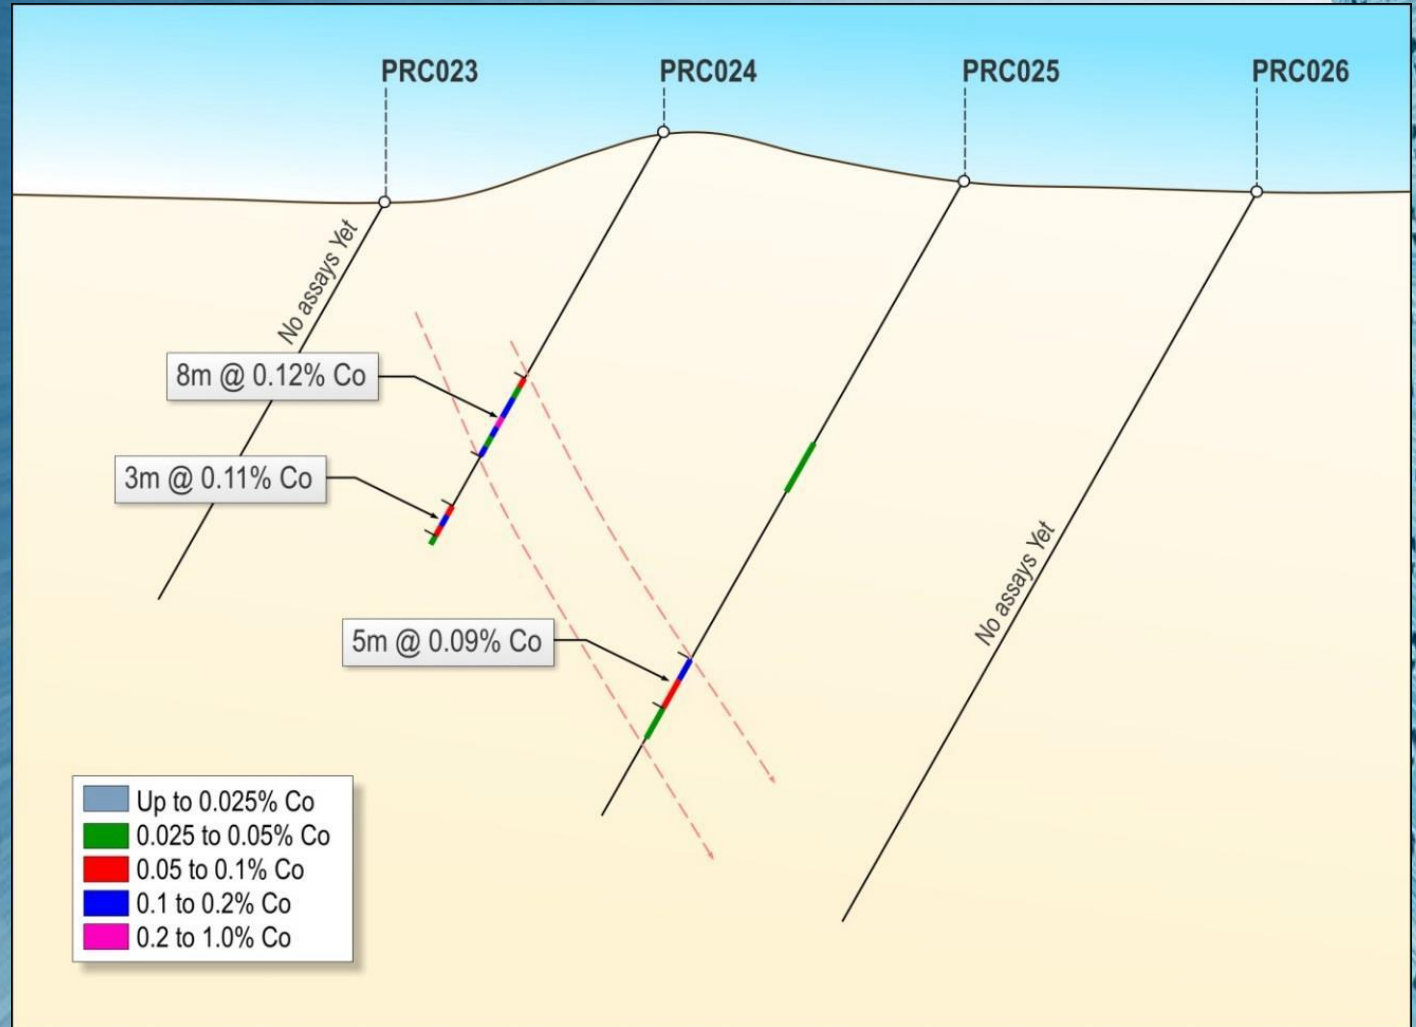 PRC023
PRC024
PRC025
PRC026
No assays Yet
8m @ 0.12% Co
3m @ 0.11% Co
5m @ 0.09% Co
No assays Yet
Up to 0.025% Co
0.025 to 0.05% Co
0.05 to 0.1% Co
0.1 to 0.2% Co
0.2 to 1.0% Co